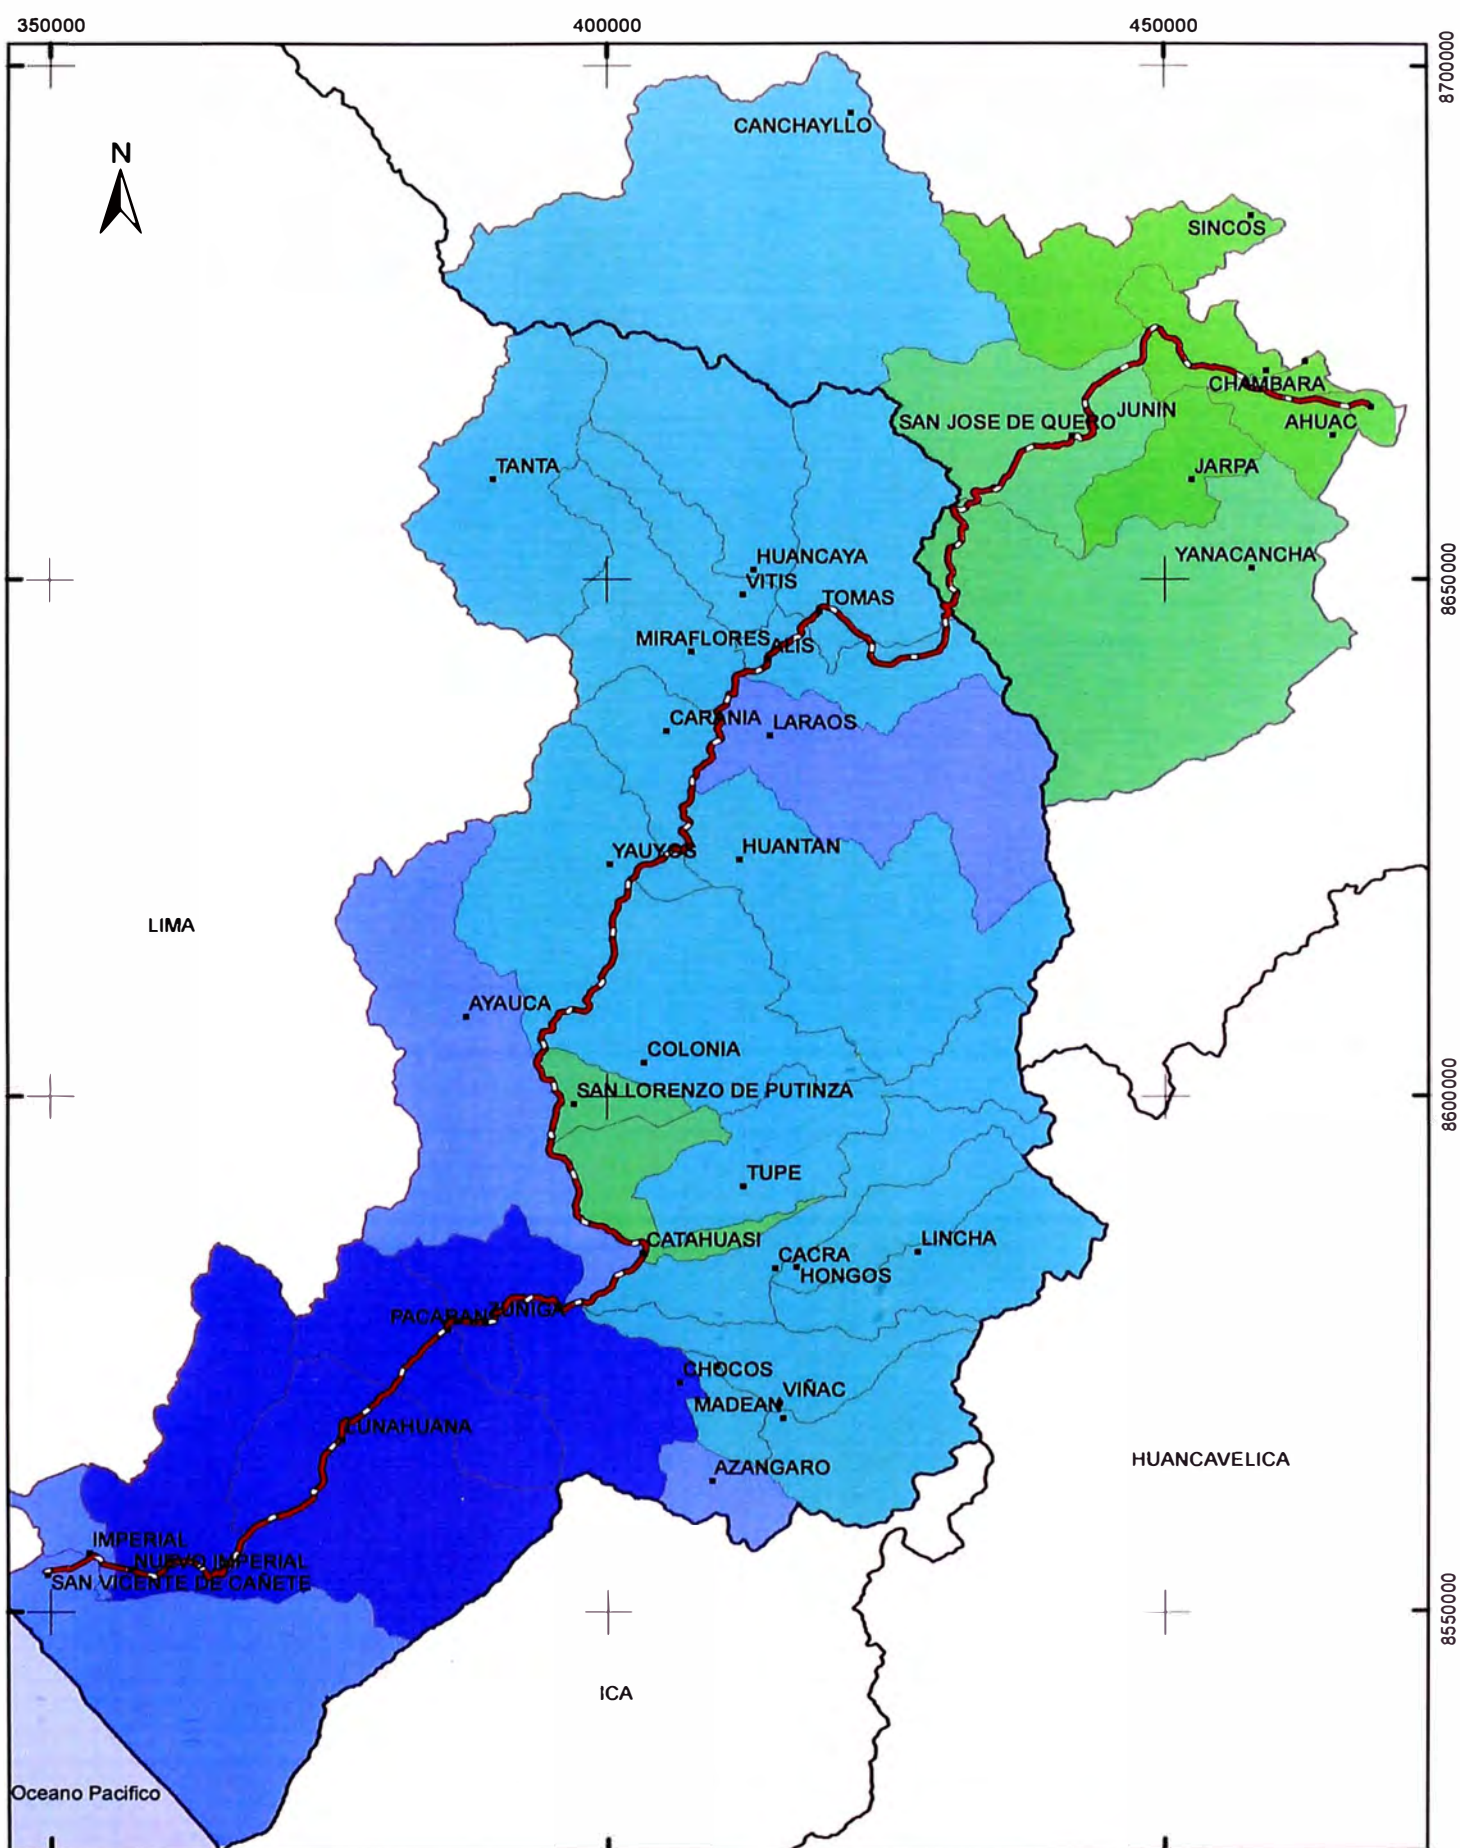 350000
400000
450000
8700000
N
CANCHAYLLO
SINCOS
CHAMBARA
JUNIN
SAN JOSE DE QUERO
AHUAC
TANTA
JARPA
HUANCAYA
YANACANCHA
VITIS
8650000
TOMAS
MIRAFLORES
ALIS
CARANIA
LARAOS
YAUYOS
HUANTAN
LIMA
AYAUCA
COLONIA
SAN LORENZO DE PUTINZA
8600000
TUPE
CATAHUASI
LINCHA
CACRA
HONGOS
PACARAN
ZUÑIGA
CHOCOS
VIÑAC
MADEAN
LUNAHUANA
HUANCAVELICA
AZANGARO
IMPERIAL
NUEVO IMPERIAL
SAN VICENTE DE CAÑETE
8550000
ICA
Oceano Pacifico